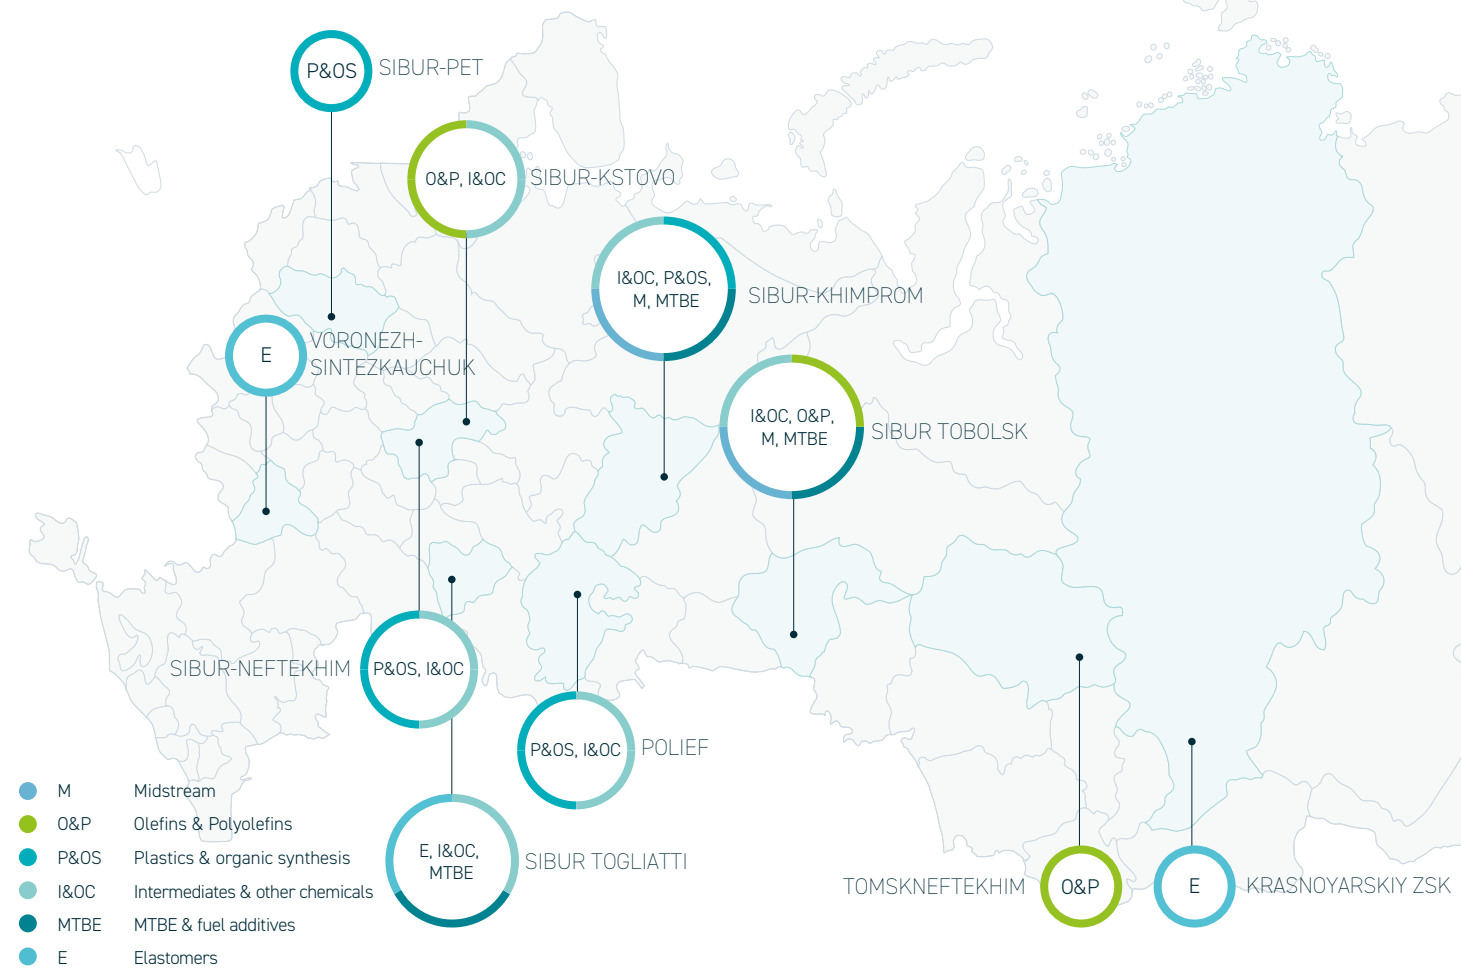 P&OS
SIBUR-PET
O&P, I&OC
SIBUR-KSTOVO
I&OC, P&OS,
M, MTBE
SIBUR-KHIMPROM
E
VORONEZH-
SINTEZKAUCHUK
I&OC, O&P,
M, MTBE
SIBUR TOBOLSK
SIBUR-NEFTEKHIM
P&OS, I&OC
P&OS, I&OC
POLIEF
E, I&OC,
MTBE
SIBUR TOGLIATTI
TOMSKNEFTEKHIM
O&P
E
KRASNOYARSKIY ZSK
M Midstream
O&P Olefins & Polyolefins
P&OS Plastics & organic synthesis
I&OC Intermediates & other chemicals
MTBE MTBE & fuel additives
E Elastomers